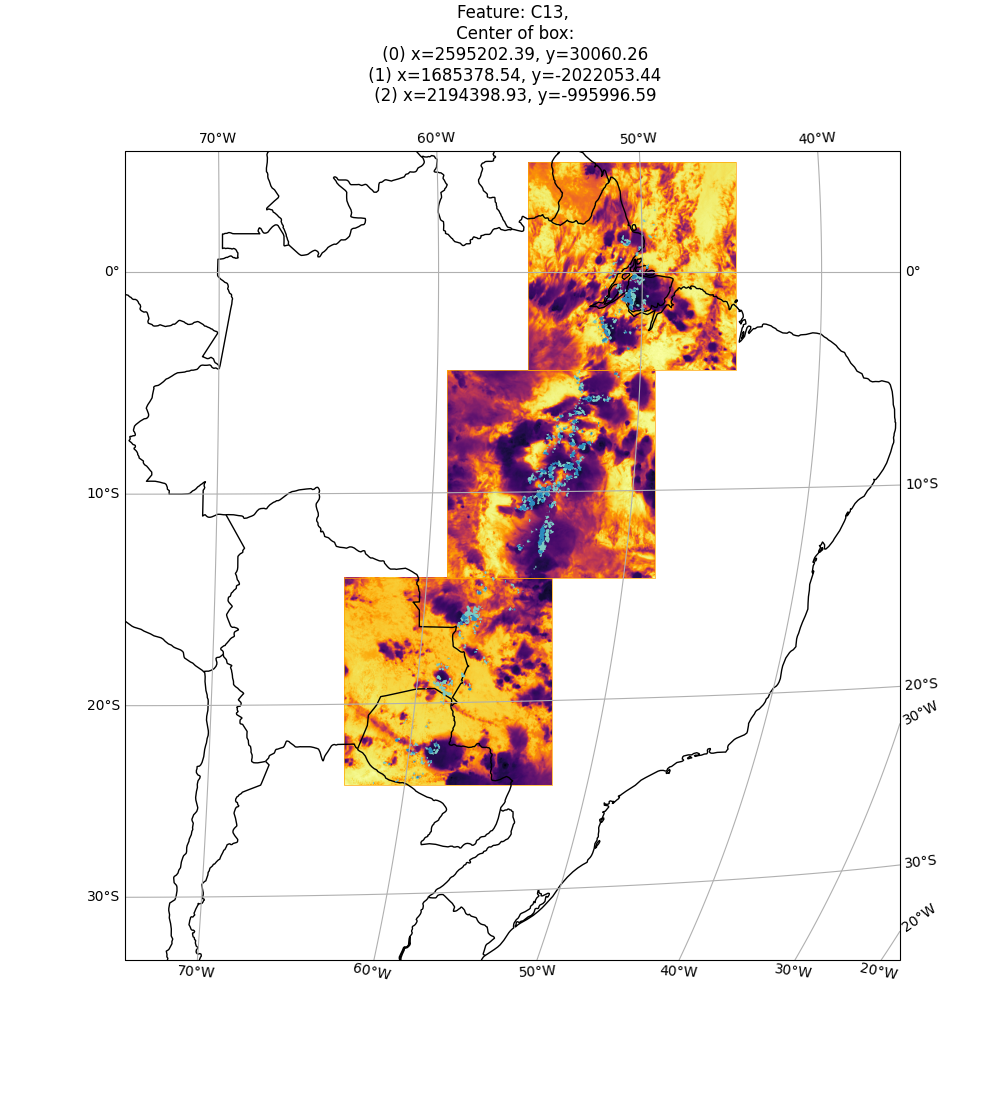 Feature: C13,
Center of box:
(0) x=2595202.39, y=30060.26
(1) x=1685378.54, y=-2022053.44
(2) x=2194398.93, y=-995996.59
70°W 60°W 50°W 40°W
0° 0°
10°S 10°S
20°S 20°S
30°W
30°S 30°S
20°W
70°W 60°W 50°W 40°W 30°W 20°W